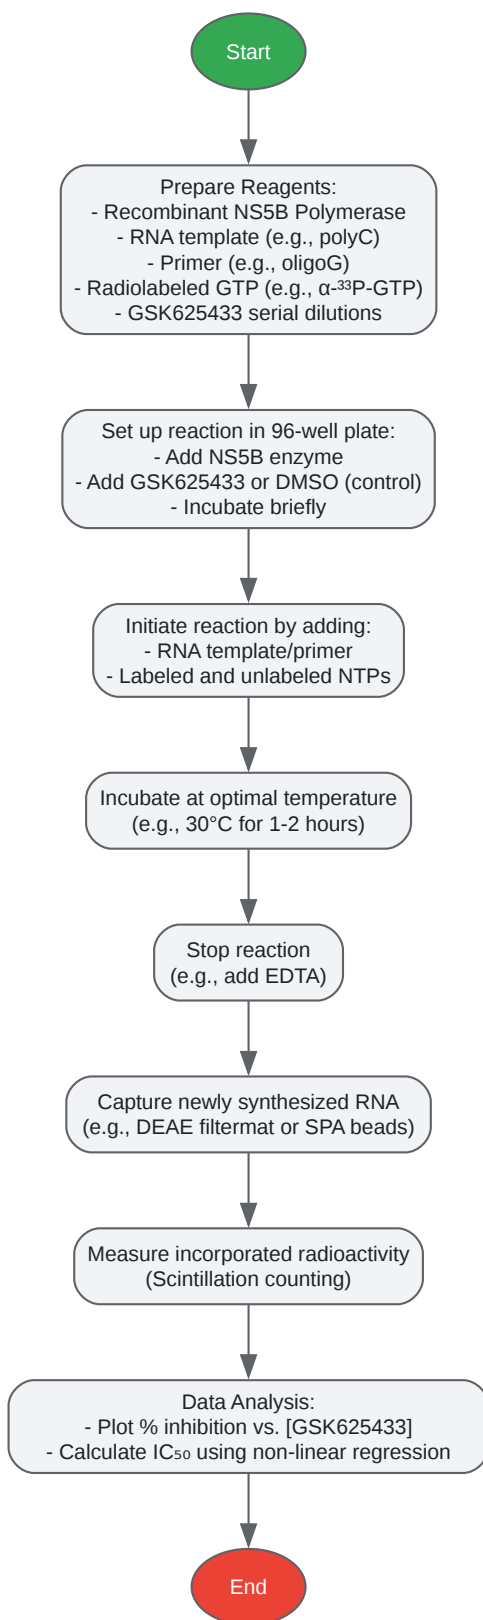 Start
Prepare Reagents:
- Recombinant NS5B Polymerase
- RNA template (e.g., polyC)
- Primer (e.g., oligoG)
- Radiolabeled GTP (e.g., α-³³P-GTP)
- GSK625433 serial dilutions
Set up reaction in 96-well plate:
- Add NS5B enzyme
- Add GSK625433 or DMSO (control)
- Incubate briefly
Initiate reaction by adding:
- RNA template/primer
- Labeled and unlabeled NTPs
Incubate at optimal temperature
(e.g., 30°C for 1-2 hours)
Stop reaction
(e.g., add EDTA)
Capture newly synthesized RNA
(e.g., DEAE filtermat or SPA beads)
Measure incorporated radioactivity
(Scintillation counting)
Data Analysis:
- Plot % inhibition vs. [GSK625433]
- Calculate IC₅₀ using non-linear regression
End